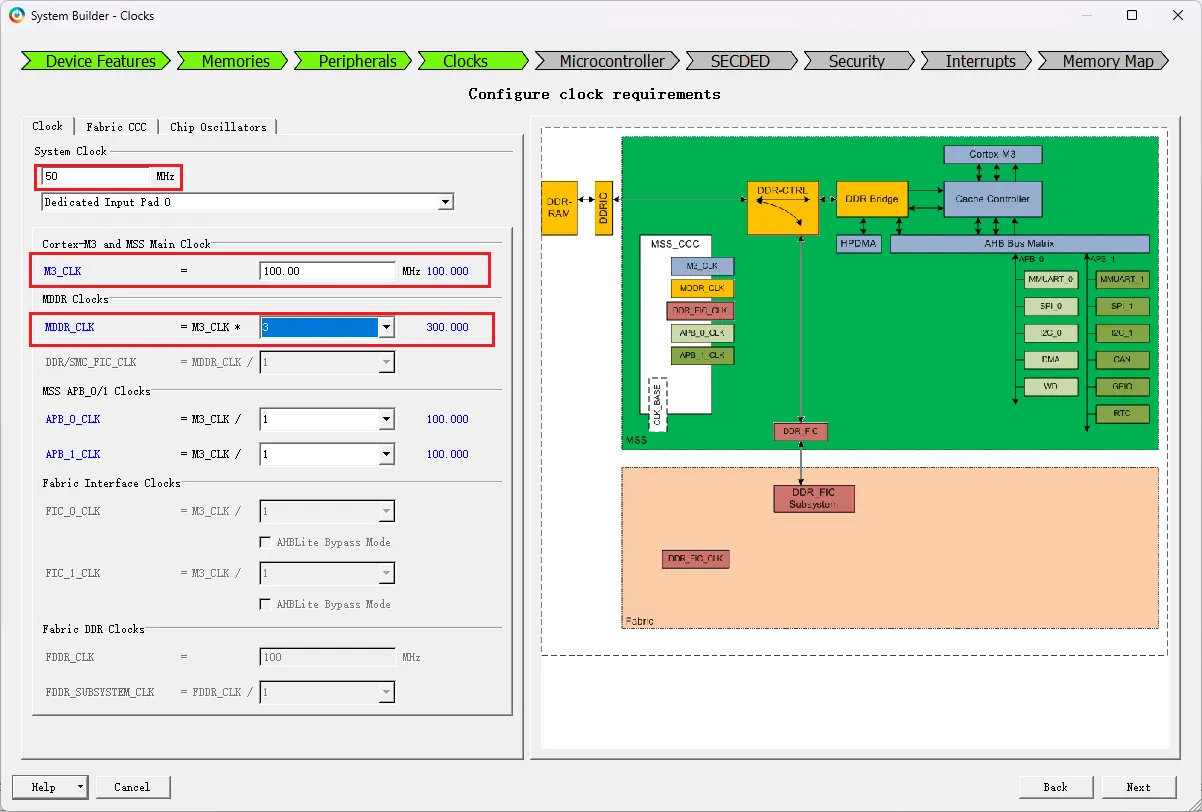 System Builder - Clocks
Device Features Memories Peripherals Clocks Microcontroller SECDED Security Interrupts Memory Map
Configure clock requirements
Clock Fabric CCC Chip Oscillators
System Clock
50 MHz
Dedicated Input Pad 0
Cortex-M3 and MSS Main Clock
M3_CLK = 100.00 MHz 100.000
MDDR Clocks
MDDR_CLK = M3_CLK * 3 300.000
DDR/SMC_FIC_CLK = MDDR_CLK / 1
MSS APB_0/1 Clocks
APB_0_CLK = M3_CLK / 1 100.000
APB_1_CLK = M3_CLK / 1 100.000
Fabric Interface Clocks
FIC_0_CLK = M3_CLK / 1
AHBLite Bypass Mode
FIC_1_CLK = M3_CLK / 1
AHBLite Bypass Mode
Fabric DDR Clocks
FDDR_CLK = 100 MHz
FDDR_SUBSYSTEM_CLK = FDDR_CLK / 1
Cortex-M3
DDR-RAM
DDRIO
DDR-CTRL
DDR Bridge
Cache Controller
HPDMA
AHB Bus Matrix
MSS_CCC
M3_CLK
MDDR_CLK
DDR_FIC_CLK
APB_0_CLK
APB_1_CLK
CLK_BASE
APB_0 APB_1
MMUART_0 MMUART_1
SPI_0 SPI_1
I2C_0 I2C_1
DMA CAN
WD GPIO
RTC
DDR_FIC
MSS
DDR_FIC
Subsystem
DDR_FIC_CLK
Fabric
Help Cancel Back Next